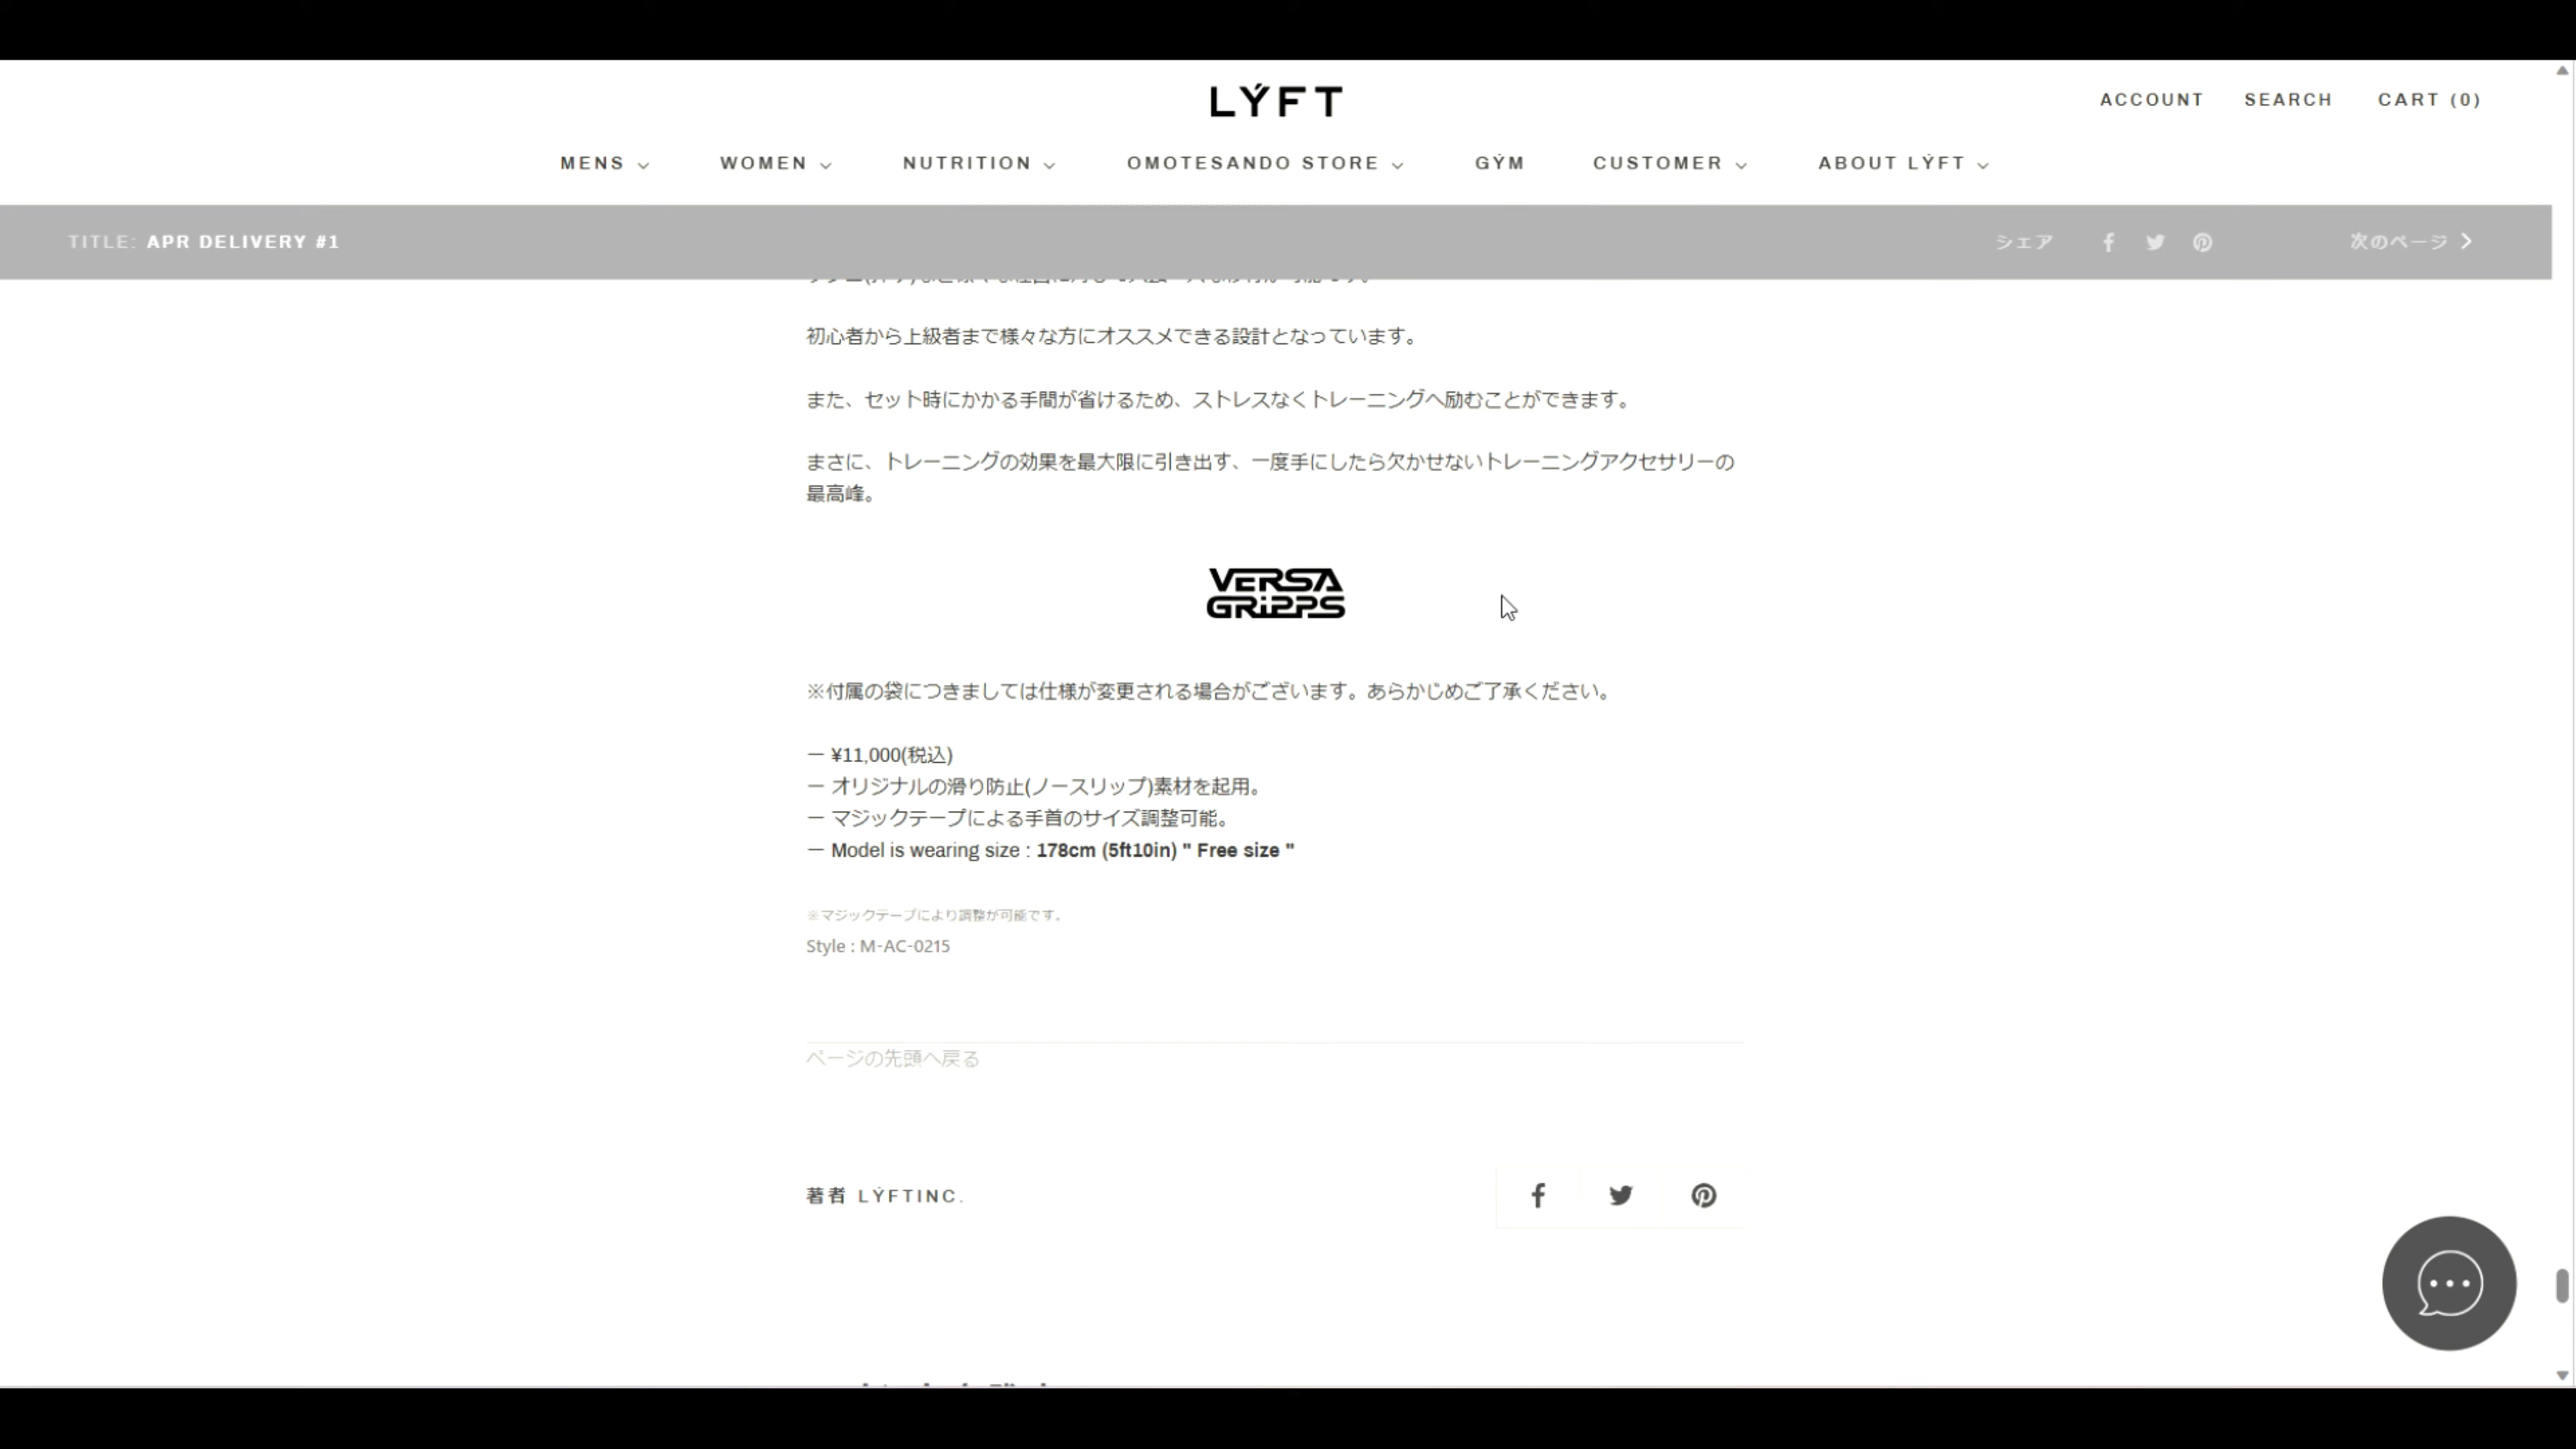 LÝFT
ACCOUNT SEARCH CART (0)
MENS WOMEN NUTRITION OMOTESANDO STORE GÝM CUSTOMER ABOUT LÝFT
TITLE: APR DELIVERY #1 シェア 次のページ
初心者から上級者まで様々な方にオススメできる設計となっています。
また、セット時にかかる手間が省けるため、ストレスなくトレーニングへ励むことができます。
まさに、トレーニングの効果を最大限に引き出す、一度手にしたら欠かせないトレーニングアクセサリーの
最高峰。
VERSA
GRiPPS
※付属の袋につきましては仕様が変更される場合がございます。あらかじめご了承ください。
— ¥11,000(税込)
— オリジナルの滑り防止(ノースリップ)素材を起用。
— マジックテープによる手首のサイズ調整可能。
— Model is wearing size : 178cm (5ft10in) " Free size "
※マジックテープにより調整が可能です。
Style : M-AC-0215
ページの先頭へ戻る
著者 LÝFTINC.